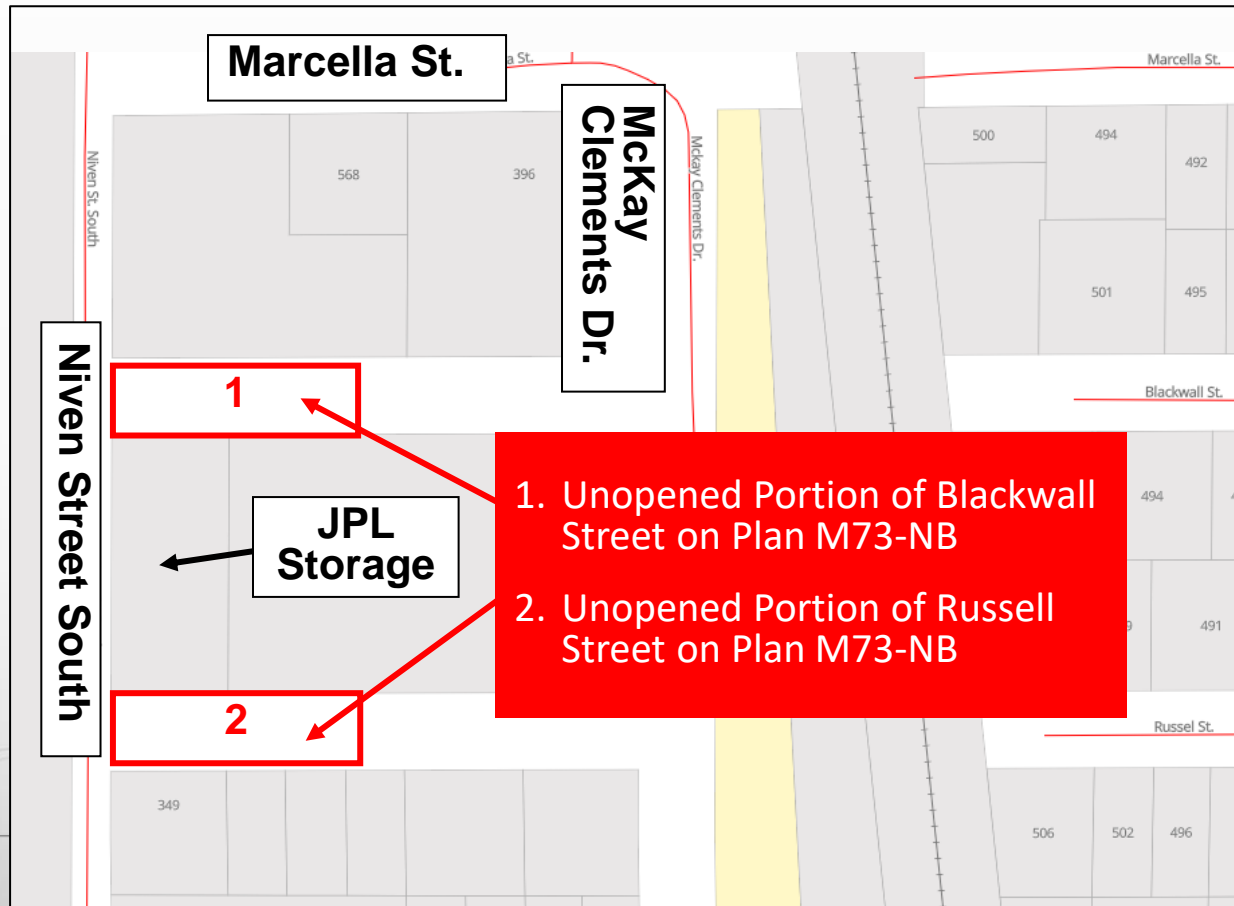 Marcella St.
a St.
Marcella St.
McKay
Clements Dr.
Niven St. South
Mckay Clements Dr.
568
396
500
494
492
501
495
Niven Street South
1
Blackwall St.
JPL
Storage
1. Unopened Portion of Blackwall
Street on Plan M73-NB
2. Unopened Portion of Russell
Street on Plan M73-NB
494
491
2
Russel St.
349
506
502
496